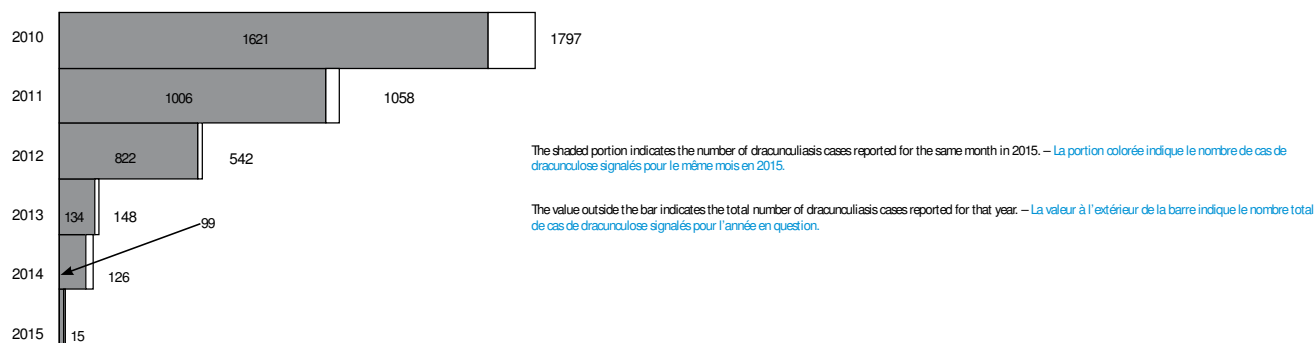 2010 1621 1797
2011 1006 1058
2012 822 542
The shaded portion indicates the number of dracunculiasis cases reported for the same month in 2015. – La portion colorée indique le nombre de cas de
dracunculose signalés pour le même mois en 2015.
2013 134 148
The value outside the bar indicates the total number of dracunculiasis cases reported for that year. – La valeur à l'extérieur de la barre indique le nombre total
de cas de dracunculose signalés pour l'année en question.
99
2014 126
2015 15